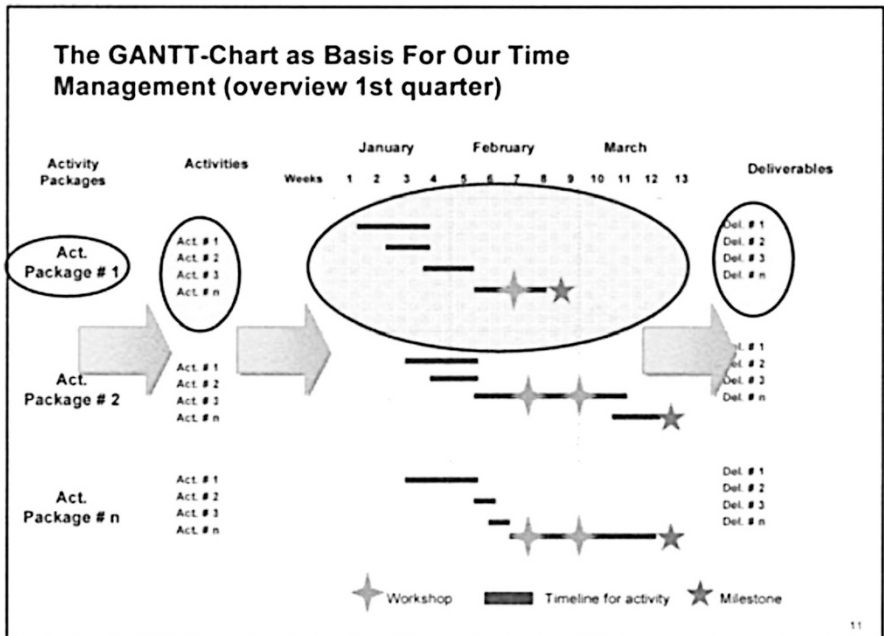 The GANTT-Chart as Basis For Our Time
Management (overview 1st quarter)
January February March
Activity
Packages
Activities
Weeks 1 2 3 4 5 6 7 8 9 10 11 12 13
Deliverables
Act.
Package # 1
Act. # 1
Act. # 2
Act. # 3
Act. # n
Del. # 1
Del. # 2
Del. # 3
Del. # n
Act.
Package # 2
Act. # 1
Act. # 2
Act. # 3
Act. # n
Del. # 1
Del. # 2
Del. # 3
Del. # n
Act.
Package # n
Act. # 1
Act. # 2
Act. # 3
Act. # n
Del. # 1
Del. # 2
Del. # 3
Del. # n
Workshop Timeline for activity Milestone
11